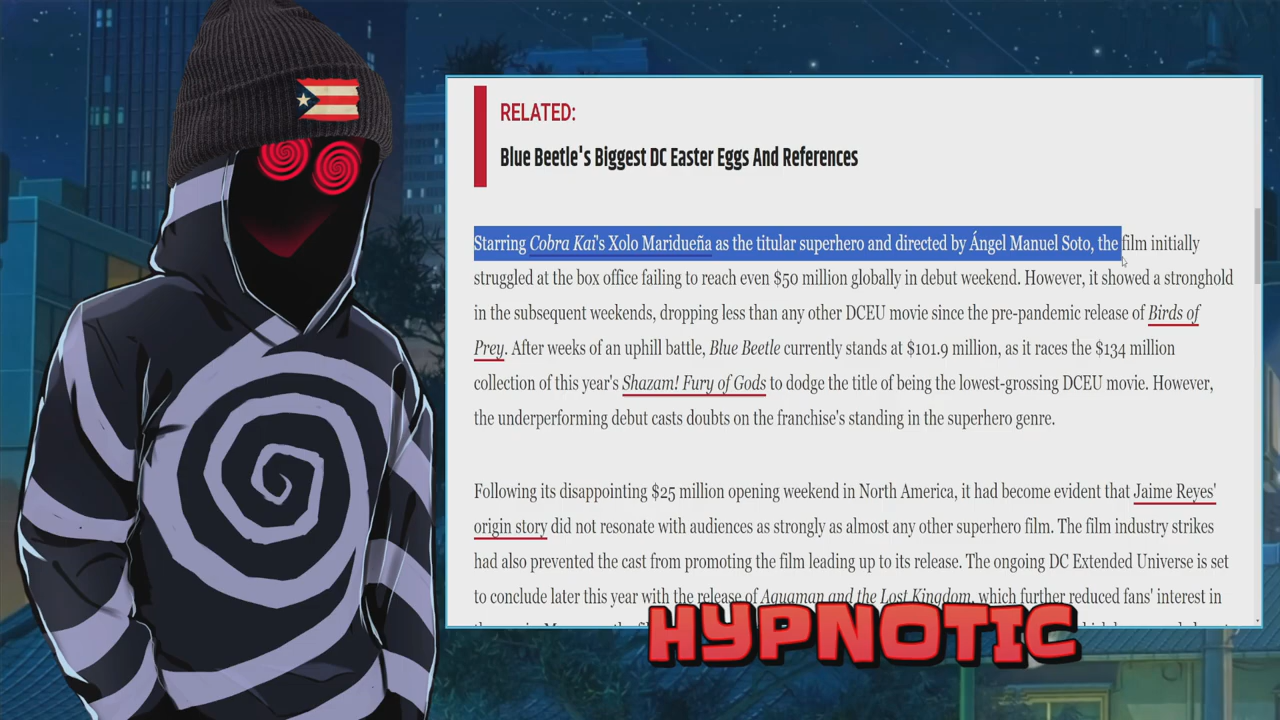 RELATED:
Blue Beetle's Biggest DC Easter Eggs And References
Starring Cobra Kai's Xolo Maridueña as the titular superhero and directed by Ángel Manuel Soto, the film initially
struggled at the box office failing to reach even $50 million globally in debut weekend. However, it showed a stronghold
in the subsequent weekends, dropping less than any other DCEU movie since the pre-pandemic release of Birds of
Prey. After weeks of an uphill battle, Blue Beetle currently stands at $101.9 million, as it races the $134 million
collection of this year's Shazam! Fury of Gods to dodge the title of being the lowest-grossing DCEU movie. However,
the underperforming debut casts doubts on the franchise's standing in the superhero genre.
Following its disappointing $25 million opening weekend in North America, it had become evident that Jaime Reyes'
origin story did not resonate with audiences as strongly as almost any other superhero film. The film industry strikes
had also prevented the cast from promoting the film leading up to its release. The ongoing DC Extended Universe is set
to conclude later this year with the release of Aquaman and the Lost Kingdom, which further reduced fans' interest in
HYPNOTIC